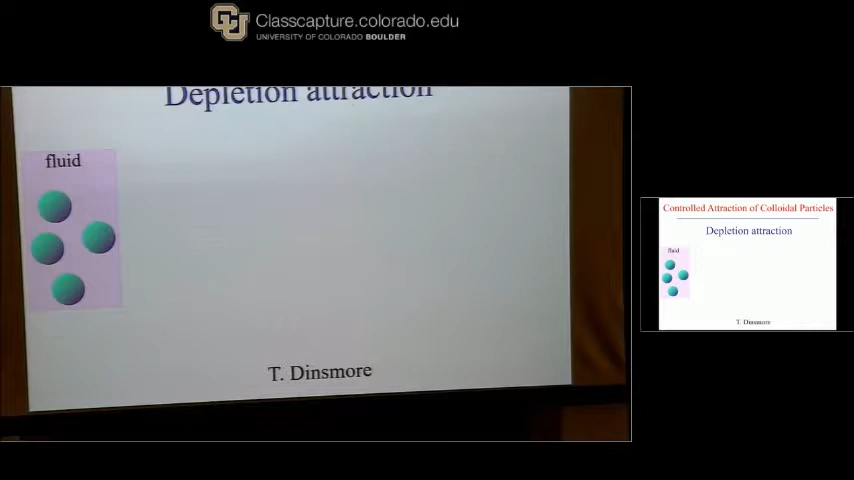 CU
Classcapture.colorado.edu
UNIVERSITY OF COLORADO BOULDER
Depletion attraction
fluid
T. Dinsmore
Controlled Attraction of Colloidal Particles
Depletion attraction
fluid
T. Dinsmore